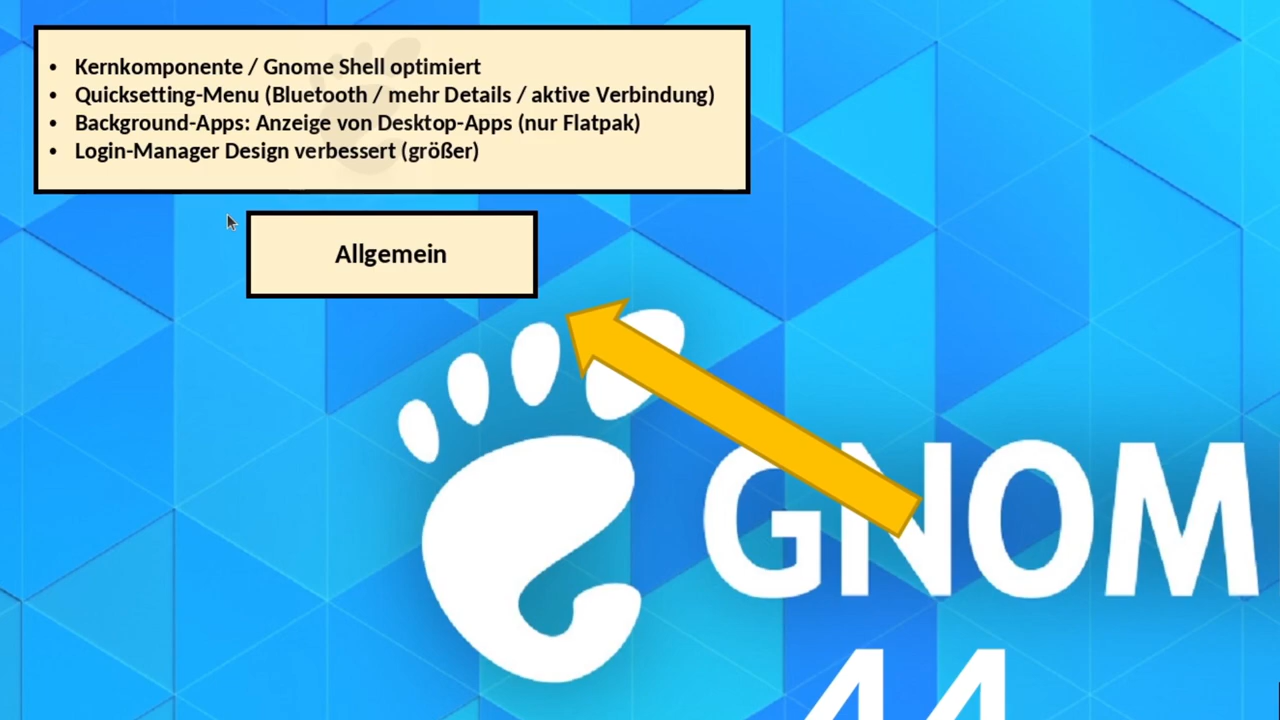 • Kernkomponente / Gnome Shell optimiert
• Quicksetting-Menu (Bluetooth / mehr Details / aktive Verbindung)
• Background-Apps: Anzeige von Desktop-Apps (nur Flatpak)
• Login-Manager Design verbessert (größer)
Allgemein
GNOM
44